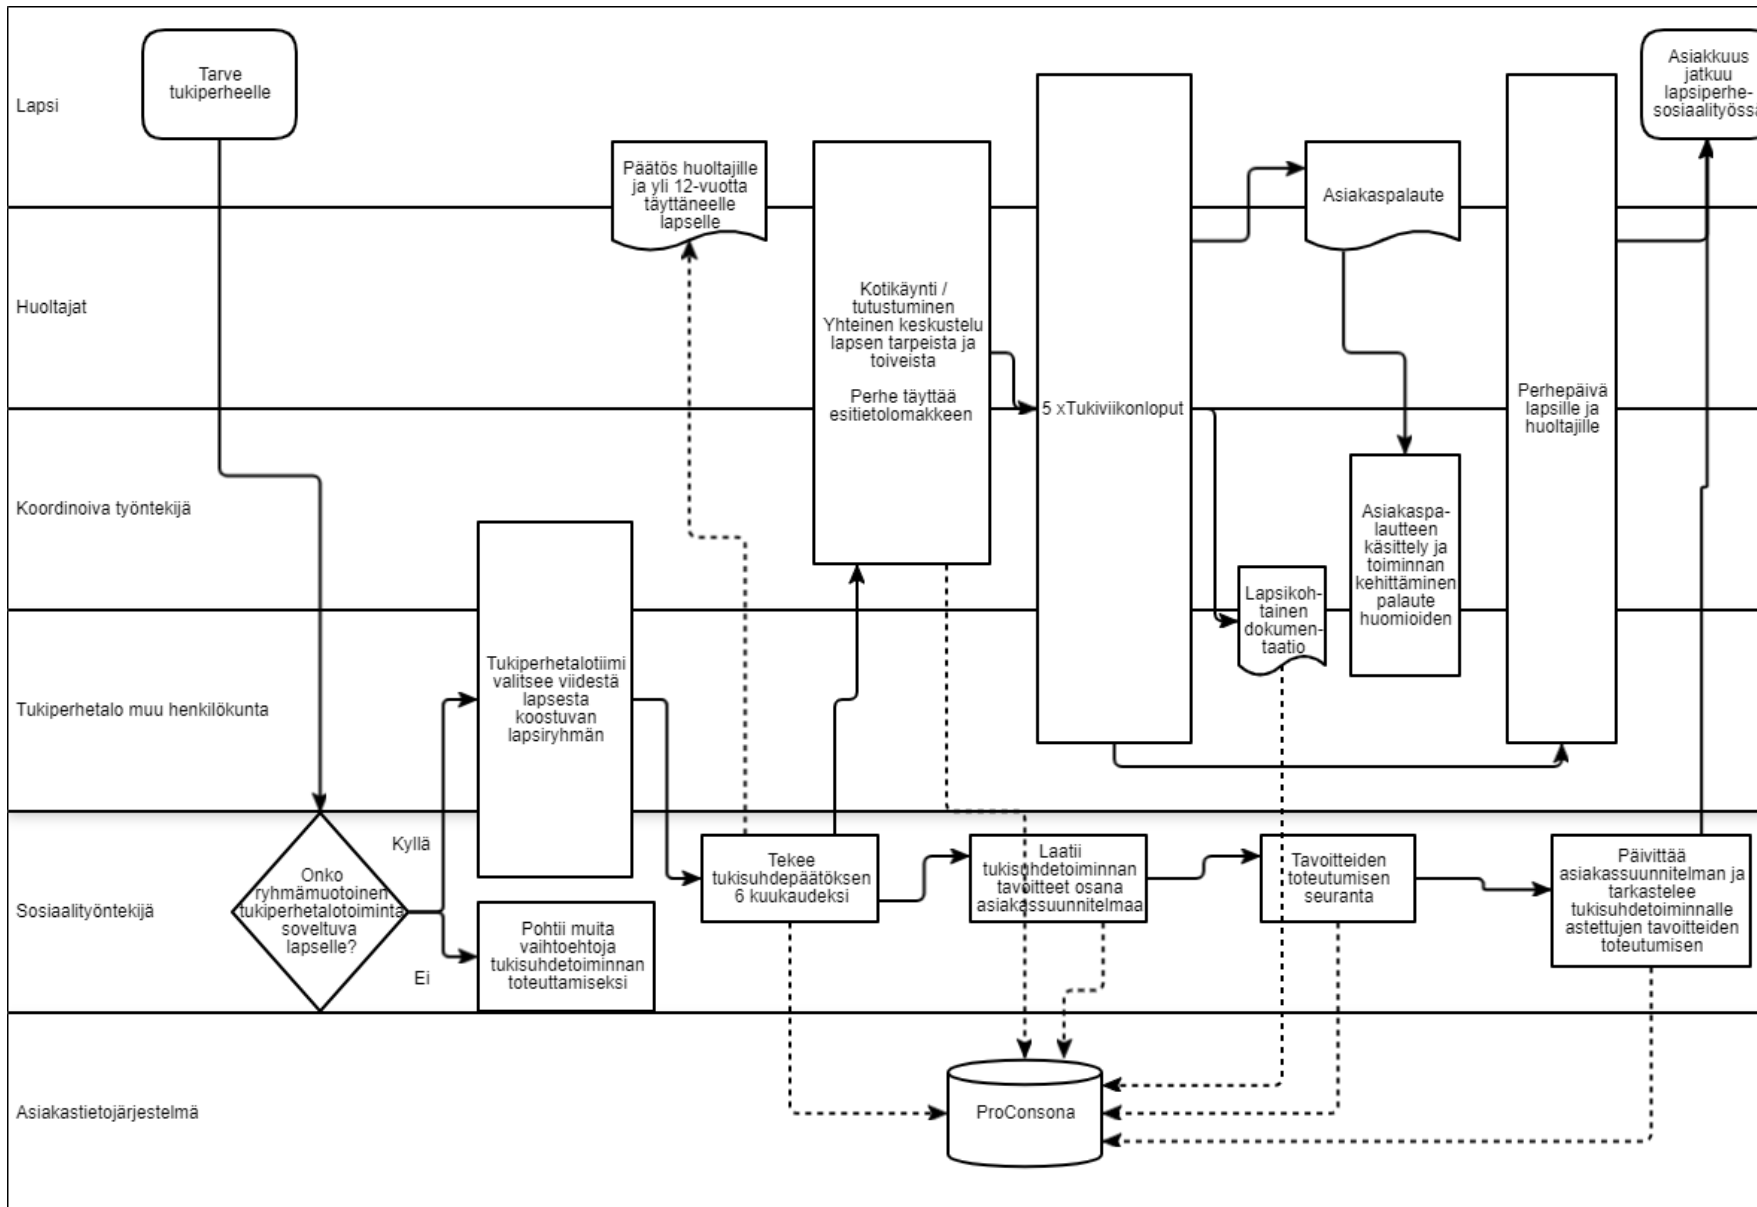 Lapsi
Tarve
tukiperheelle
Asiakkuus
jatkuu
lapsiperhe-
sosiaalityössä
Päätös huoltajille
ja yli 12-vuotta
täyttäneelle
lapselle
Asiakaspalaute
Huoltajat
Kotikäynti /
tutustuminen
Yhteinen keskustelu
lapsen tarpeista ja
toiveista
Perhe täyttää
esitietolomakkeen
5 xTukiviikonloput
Perhepäivä
lapsille ja
huoltajille
Koordinoiva työntekijä
Asiakaspa-
lautteen
käsittely ja
toiminnan
kehittäminen
palaute
huomioiden
Lapsikoh-
tainen
dokumen-
taatio
Tukiperhetalo muu henkilökunta
Tukiperhetalotiimi
valitsee viidestä
lapsesta
koostuvan
lapsiryhmän
Sosiaalityöntekijä
Onko
ryhmämuotoinen
tukiperhetalotoiminta
soveltuva
lapselle?
Kyllä
Ei
Pohtii muita
vaihtoehtoja
tukisuhdetoiminnan
toteuttamiseksi
Tekee
tukisuhdepäätöksen
6 kuukaudeksi
Laatii
tukisuhdetoiminnan
tavoitteet osana
asiakassuunnitelmaa
Tavoitteiden
toteutumisen
seuranta
Päivittää
asiakassuunnitelman ja
tarkastelee
tukisuhdetoiminnalle
astettujen tavoitteiden
toteutumisen
Asiakastietojärjestelmä
ProConsona